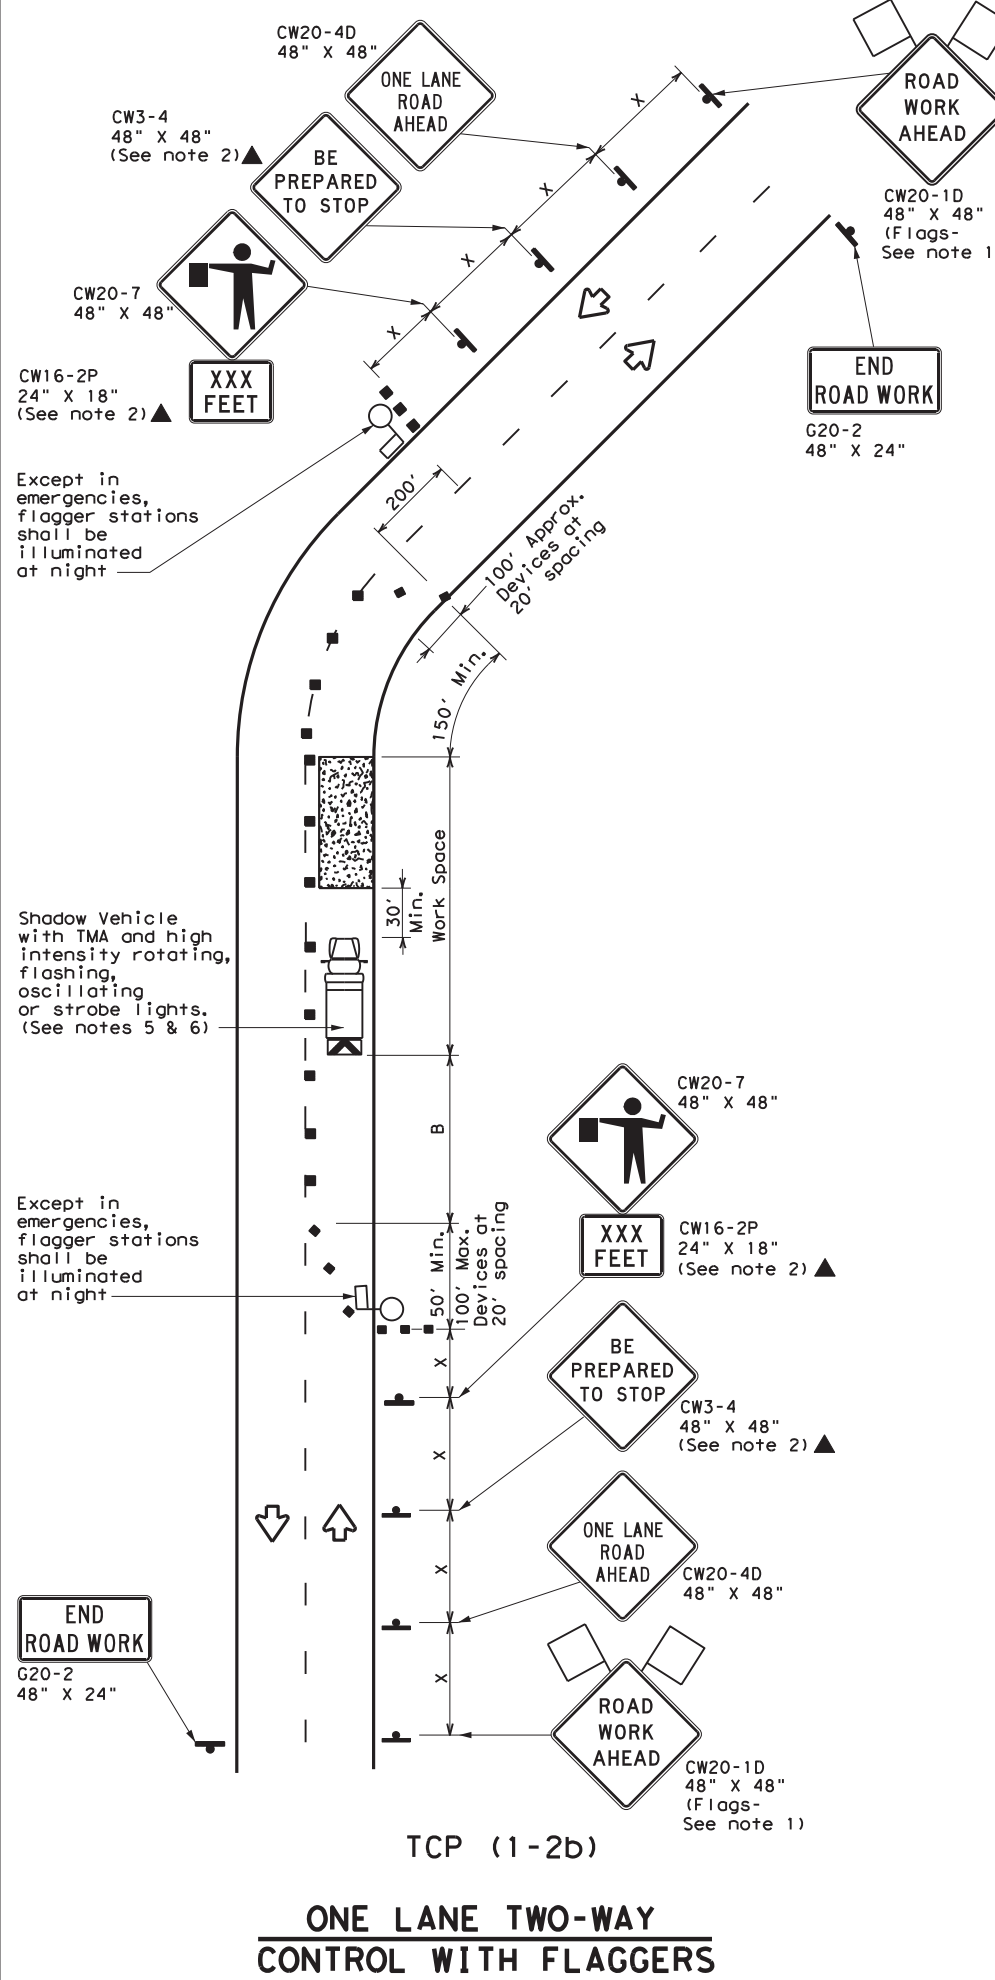 CW20-4D
48" X 48"
ONE LANE
ROAD
AHEAD
CW3-4
48" X 48"
(See note 2)
BE
PREPARED
TO STOP
CW20-7
48" X 48"
CW16-2P
24" X 18"
(See note 2)
XXX
FEET
X
X
X
X
ROAD
WORK
AHEAD
CW20-1D
48" X 48"
(Flags-
See note 1
END
ROAD WORK
G20-2
48" X 24"
Except in
emergencies,
flagger stations
shall be
illuminated
at night
200'
100' Approx.
Devices at
20' spacing
150' Min.
Work Space
30'
Min.
Shadow Vehicle
with TMA and high
intensity rotating,
flashing,
oscillating
or strobe lights.
(See notes 5 & 6)
B
Except in
emergencies,
flagger stations
shall be
illuminated
at night
50' Min.
100' Max.
Devices at
20' spacing
X
X
X
X
CW20-7
48" X 48"
XXX
FEET
CW16-2P
24" X 18"
(See note 2)
BE
PREPARED
TO STOP
CW3-4
48" X 48"
(See note 2)
ONE LANE
ROAD
AHEAD
CW20-4D
48" X 48"
END
ROAD WORK
G20-2
48" X 24"
ROAD
WORK
AHEAD
CW20-1D
48" X 48"
(Flags-
See note 1)
TCP (1-2b)
ONE LANE TWO-WAY
CONTROL WITH FLAGGERS